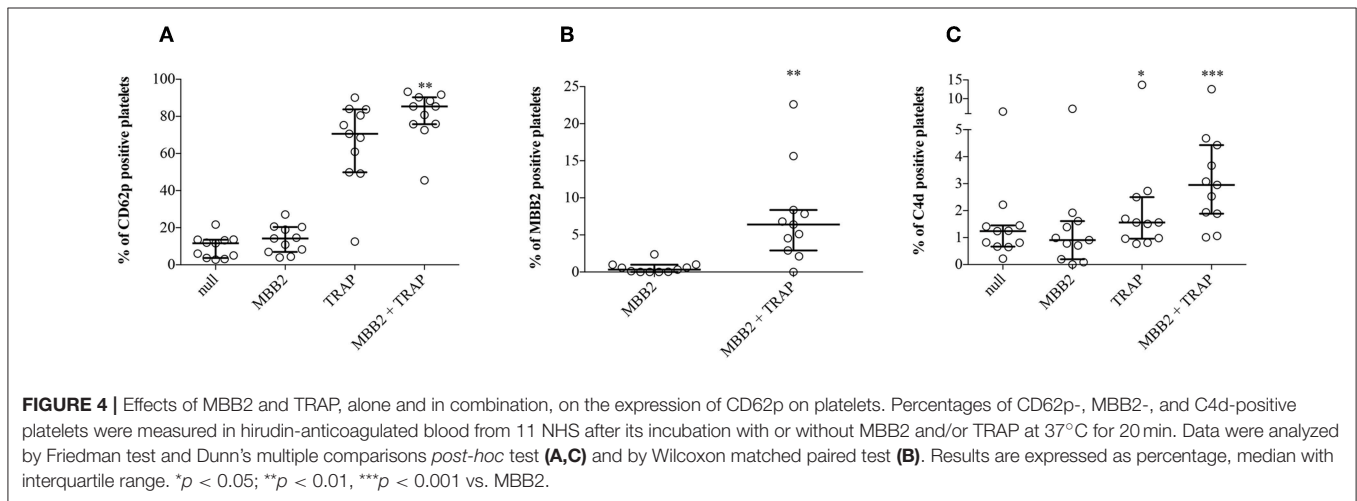 A
% of CD62p positive platelets
100
80
60
40
20
0
null
MBB2
TRAP
MBB2 + TRAP
**
B
% of MBB2 positive platelets
25
20
15
10
5
0
MBB2
MBB2 + TRAP
**
C
% of C4d positive platelets
15
10
5
4
3
2
1
0
null
MBB2
TRAP
MBB2 + TRAP
*
***
FIGURE 4 | Effects of MBB2 and TRAP, alone and in combination, on the expression of CD62p on platelets. Percentages of CD62p-, MBB2-, and C4d-positive
platelets were measured in hirudin-anticoagulated blood from 11 NHS after its incubation with or without MBB2 and/or TRAP at 37°C for 20 min. Data were analyzed
by Friedman test and Dunn's multiple comparisons post-hoc test (A,C) and by Wilcoxon matched paired test (B). Results are expressed as percentage, median with
interquartile range. *p < 0.05; **p < 0.01, ***p < 0.001 vs. MBB2.